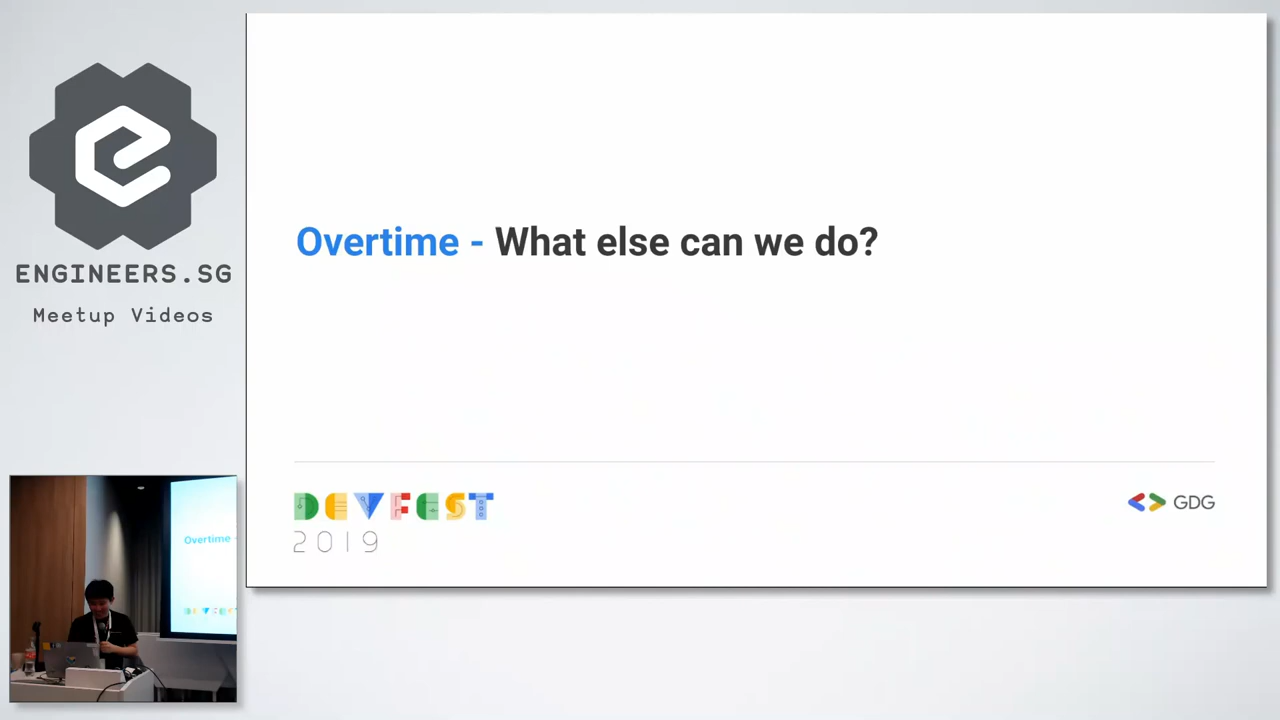 ENGINEERS.SG
Meetup Videos
Overtime - What else can we do?
DEVFEST
2019
GDG
Overtime -